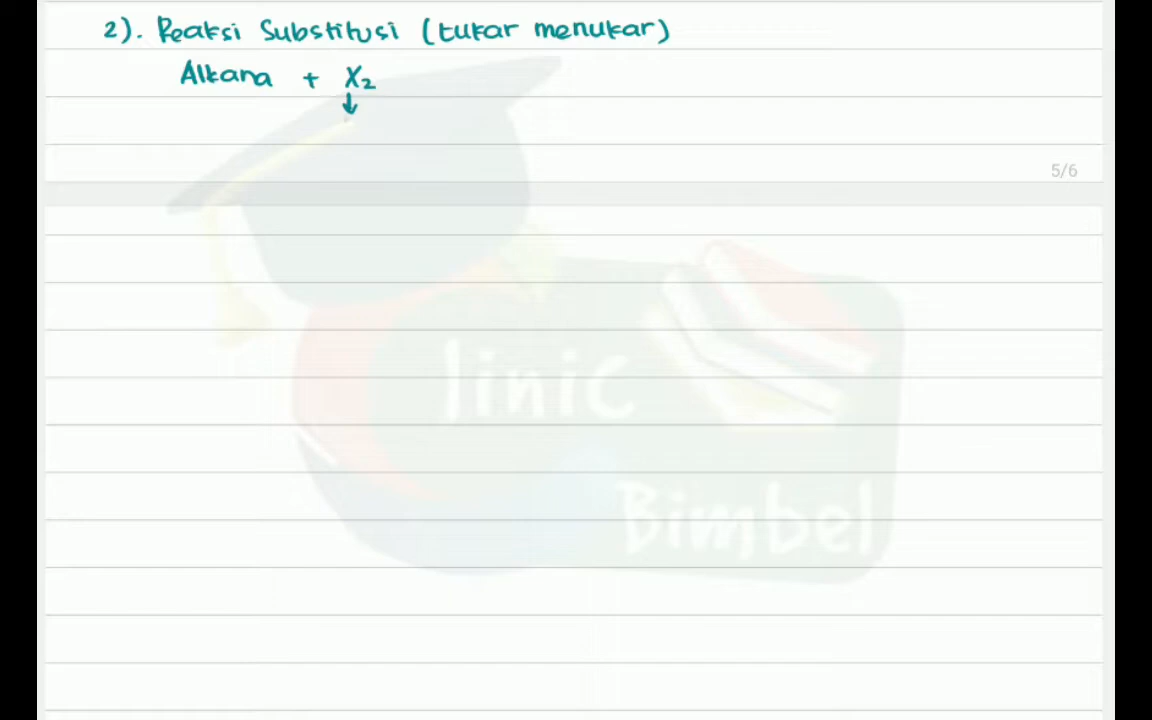 2). Reaksi Substitusi (tukar menukar)
Alkana + X₂
↓
5/6
linic
Bimbel